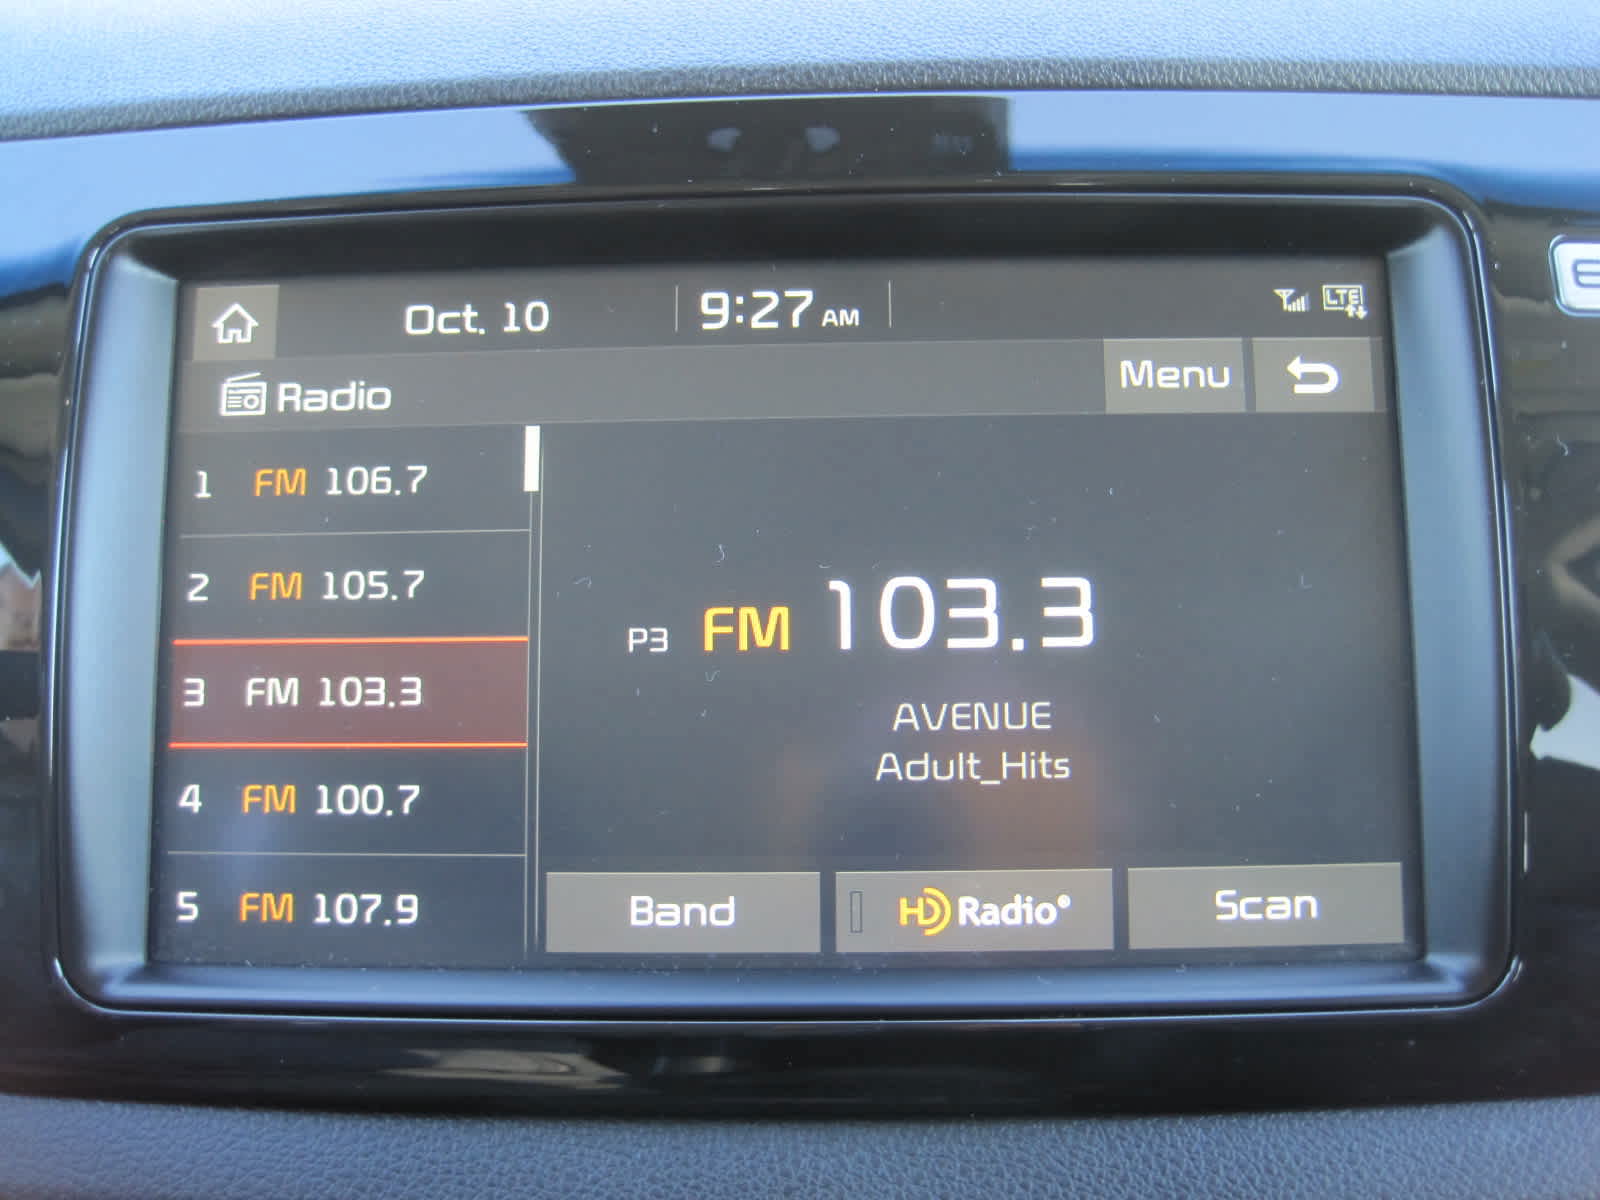 Oct. 10
9:27 AM
LTE
Radio
Menu
1 FM 106.7
2 FM 105.7
3 FM 103.3
4 FM 100.7
5 FM 107.9
P3 FM 103.3
AVENUE
Adult_Hits
Band
HD Radio®
Scan